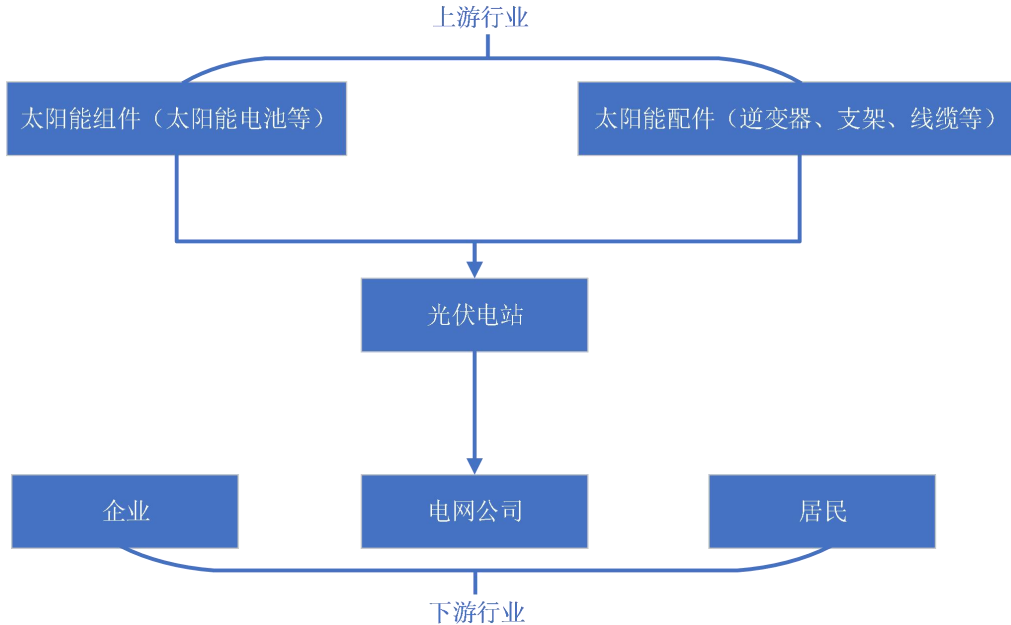 上游行业
太阳能组件（太阳能电池等）
太阳能配件（逆变器、支架、线缆等）
光伏电站
企业
电网公司
居民
下游行业